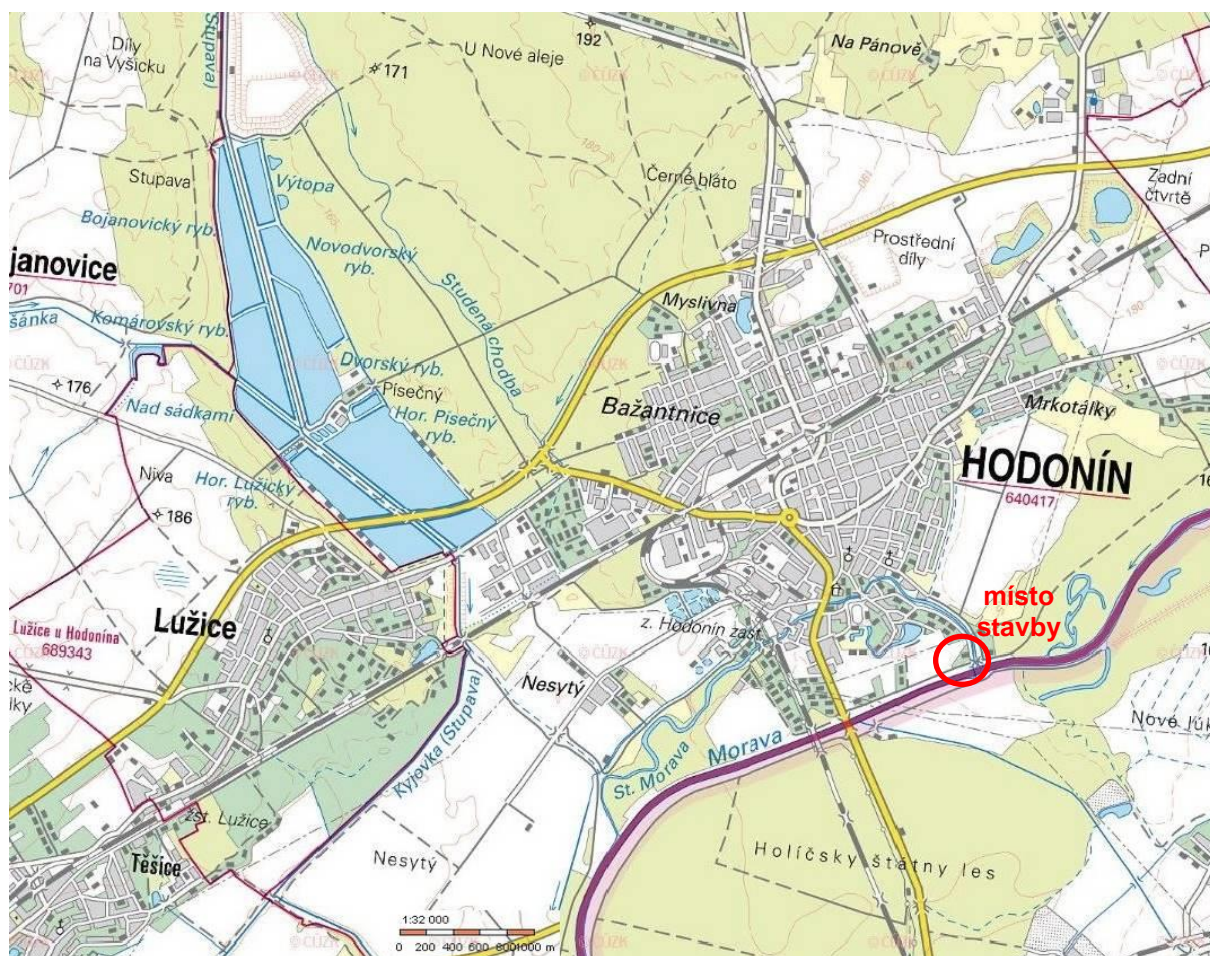 Stupava)
Díly
na Vyšicku
192
U Nové aleje
Na Pánově
© ČÚZK
171
Stupava
Výtopa
Černé bláto
Zadní
čtvrtě
Bojanovický ryb.
Novodvorský
ryb.
Prostřední
díly
janovice
701
Studená chodba
Myslivna
šánka
Komárovský ryb.
Dvorský ryb.
Písečný
176
Nad sádkami
Hor. Písečný
ryb.
Bažantnice
Mrkotálky
HODONÍN
640417
Niva
Hor. Lužický
ryb.
186
místo
stavby
Lužice
Lužice u Hodonína
689343
z. Hodonín zast.
Nesytý
Kyjovka (Stupava)
St. Morava
Morava
Nové lúk
žst. Lužice
Těšice
Nesytý
Holíčsky štátny les
1:32 000
0 200 400 600 800 1000 m